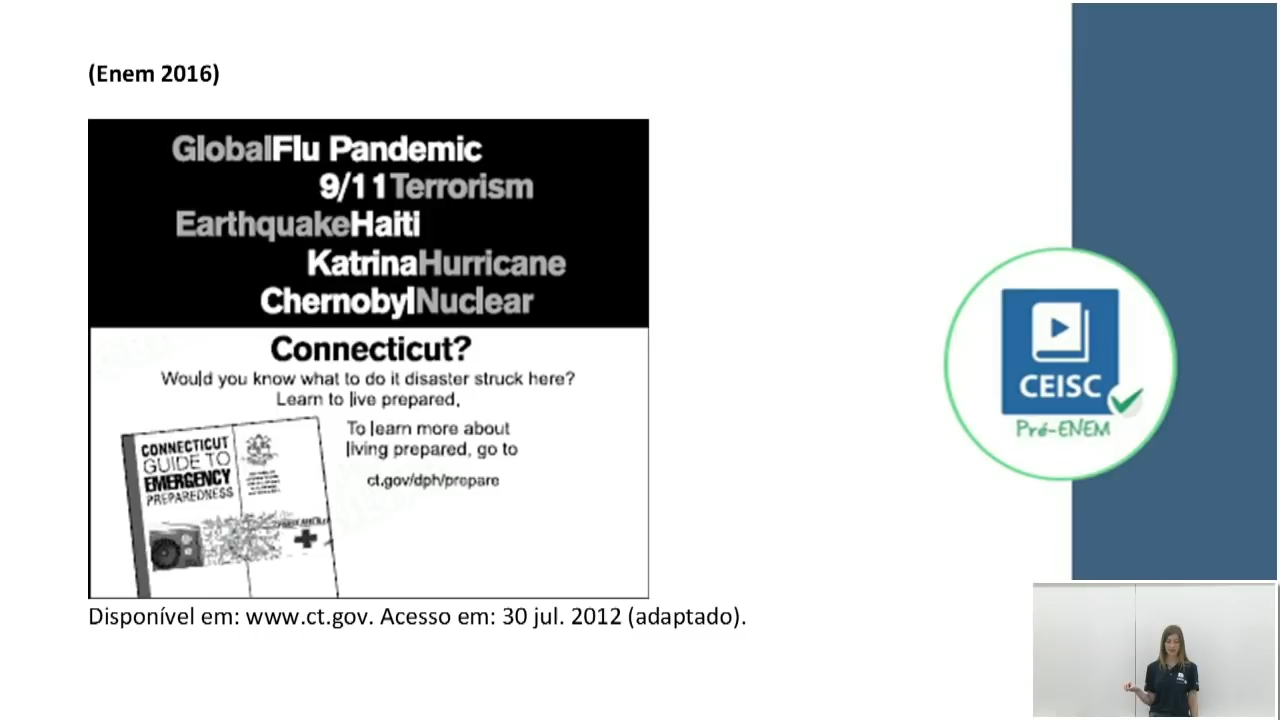 (Enem 2016)
GlobalFlu Pandemic
9/11Terrorism
EarthquakeHaiti
KatrinaHurricane
ChernobylNuclear
Connecticut?
Would you know what to do it disaster struck here?
Learn to live prepared,
To learn more about
living prepared, go to
ct.gov/dph/prepare
CONNECTICUT
GUIDE TO
EMERGENCY
PREPAREDNESS
Disponível em: www.ct.gov. Acesso em: 30 jul. 2012 (adaptado).
CEISC
Pré-ENEM
CEISC